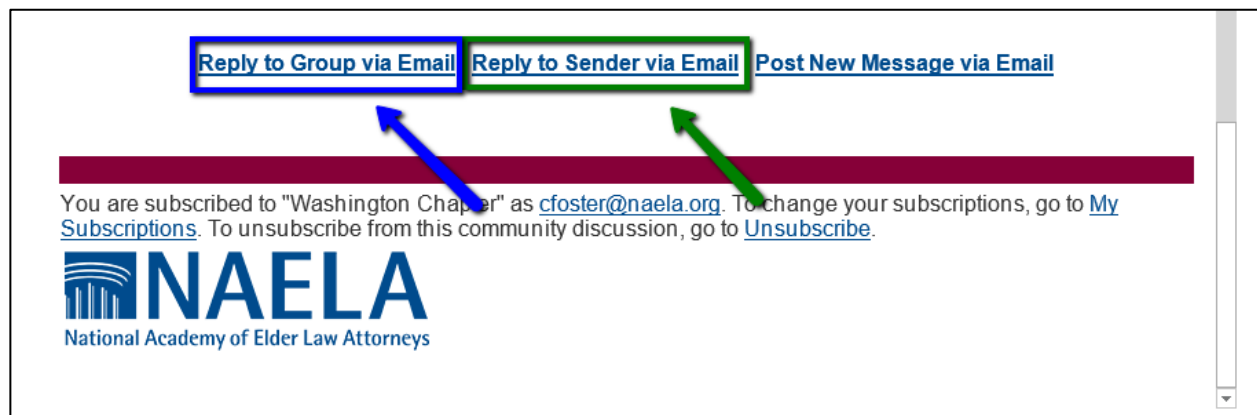 Reply to Group via Email Reply to Sender via Email Post New Message via Email
You are subscribed to "Washington Chapter" as cfoster@naela.org. To change your subscriptions, go to My
Subscriptions. To unsubscribe from this community discussion, go to Unsubscribe.
NAELA
National Academy of Elder Law Attorneys